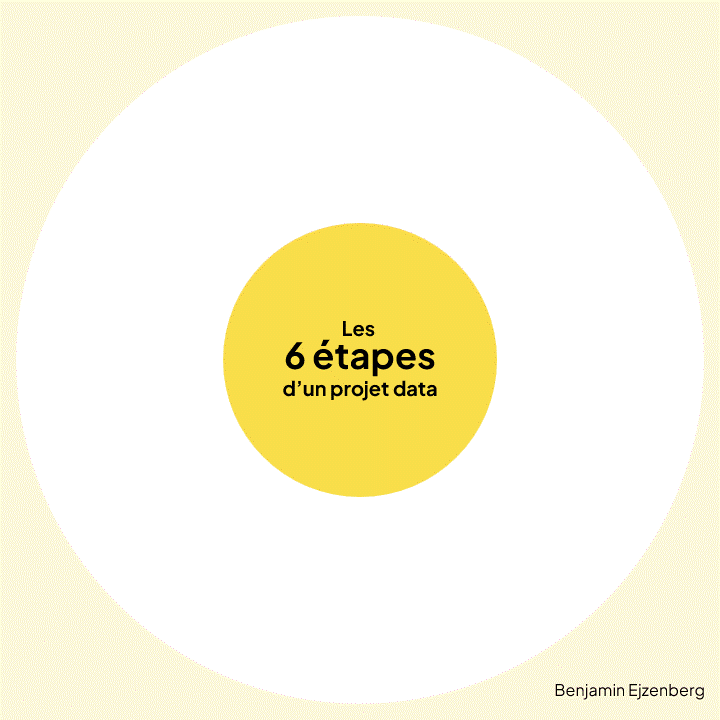 Les
6 étapes
d’un projet data
Benjamin Ejzenberg